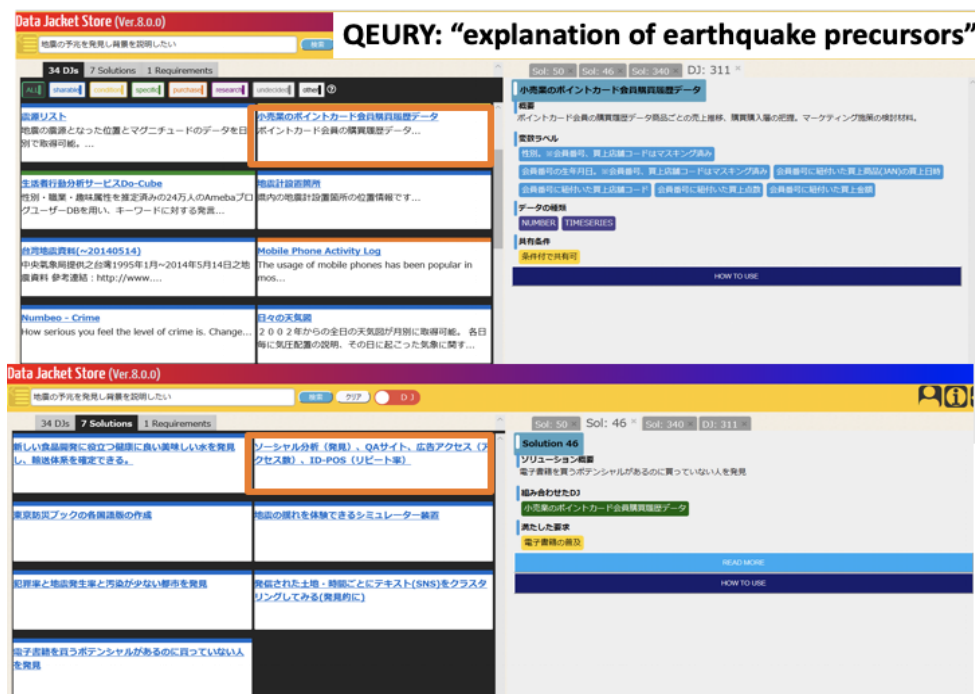 Data Jacket Store (Ver.8.0.0)
QEURY: “explanation of earthquake precursors”
地震の予兆を発見し背景を説明したい
検索
34 DJs 7 Solutions 1 Requirements
ALL sharable condition specific purchase research undecided other ?
震源リスト
地震の震源となった位置とマグニチュードのデータを日
別で取得可能。...
小売業のポイントカード会員購買履歴データ
ポイントカード会員の購買履歴データ...
生活者行動分析サービスDo-Cube
性別・職業・趣味属性を推定済みの24万人のAmebaブロ
グユーザーDBを用い、キーワードに対する発言...
地震計設置箇所
県内の地震計設置箇所の位置情報です...
台湾地震資料(~20140514)
中央氣象局提供之台灣1995年1月~2014年5月14日之地
震資料 參考連結：http://www....
Mobile Phone Activity Log
The usage of mobile phones has been popular in
mos...
Numbeo - Crime
How serious you feel the level of crime is. Change...
日々の天気図
２００２年からの全日の天気図が月別に取得可能。 各日
毎に気圧配置の説明、その日に起こった気象に関す...
Sol: 50 × Sol: 46 × Sol: 340 × DJ: 311 ×
小売業のポイントカード会員購買履歴データ
概要
ポイントカード会員の購買履歴データ商品ごとの売上推移、購買購入層の把握。マーケティング施策の検討材料。
変数ラベル
性別。※会員番号、買上店舗コードはマスキング済み
会員番号の生年月日。※会員番号、買上店舗コードはマスキング済み 会員番号に紐付いた買上商品(JAN)の買上日時
会員番号に紐付いた買上店舗コード 会員番号に紐付いた買上点数 会員番号に紐付いた買上金額
データの種類
NUMBER TIMESERIES
共有条件
条件付で共有可
HOW TO USE
Data Jacket Store (Ver.8.0.0)
地震の予兆を発見し背景を説明したい
検索 クリア DJ
34 DJs 7 Solutions 1 Requirements
新しい食品開発に役立つ健康に良い美味しい水を発見
し、輸送体系を確定できる。
ソーシャル分析（発見）、QAサイト、広告アクセス（ア
クセス数）、ID-POS（リピート率）
東京防災ブックの各国語版の作成
地震の揺れを体験できるシミュレーター装置
犯罪率と地震発生率と汚染が少ない都市を発見
発信された土地・時間ごとにテキスト(SNS)をクラスタ
リングしてみる(発見的に)
電子書籍を買うポテンシャルがあるのに買っていない人
を発見
Sol: 50 × Sol: 46 × Sol: 340 × DJ: 311 ×
Solution 46
ソリューション概要
電子書籍を買うポテンシャルがあるのに買っていない人を発見
組み合わせたDJ
小売業のポイントカード会員購買履歴データ
満たした要求
電子書籍の普及
READ MORE
HOW TO USE